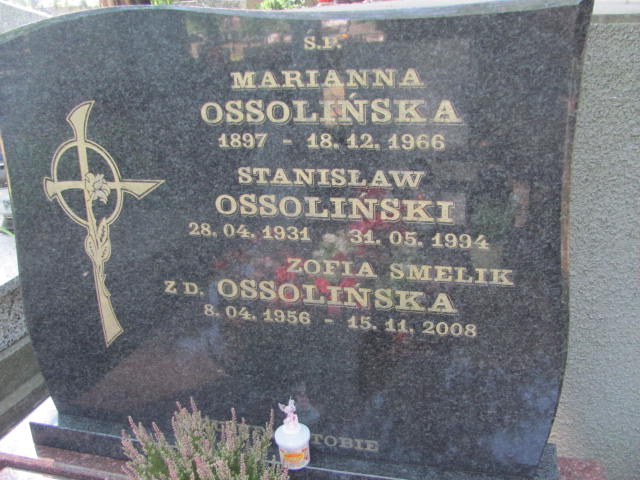 Ś.P.
MARIANNA
OSSOLIŃSKA
1897 - 18.12.1966
STANISŁAW
OSSOLIŃSKI
28.04.1931 - 31.05.1994
ZOFIA SMELIK
Z D. OSSOLIŃSKA
8.04.1956 - 15.11.2008
TOBIE